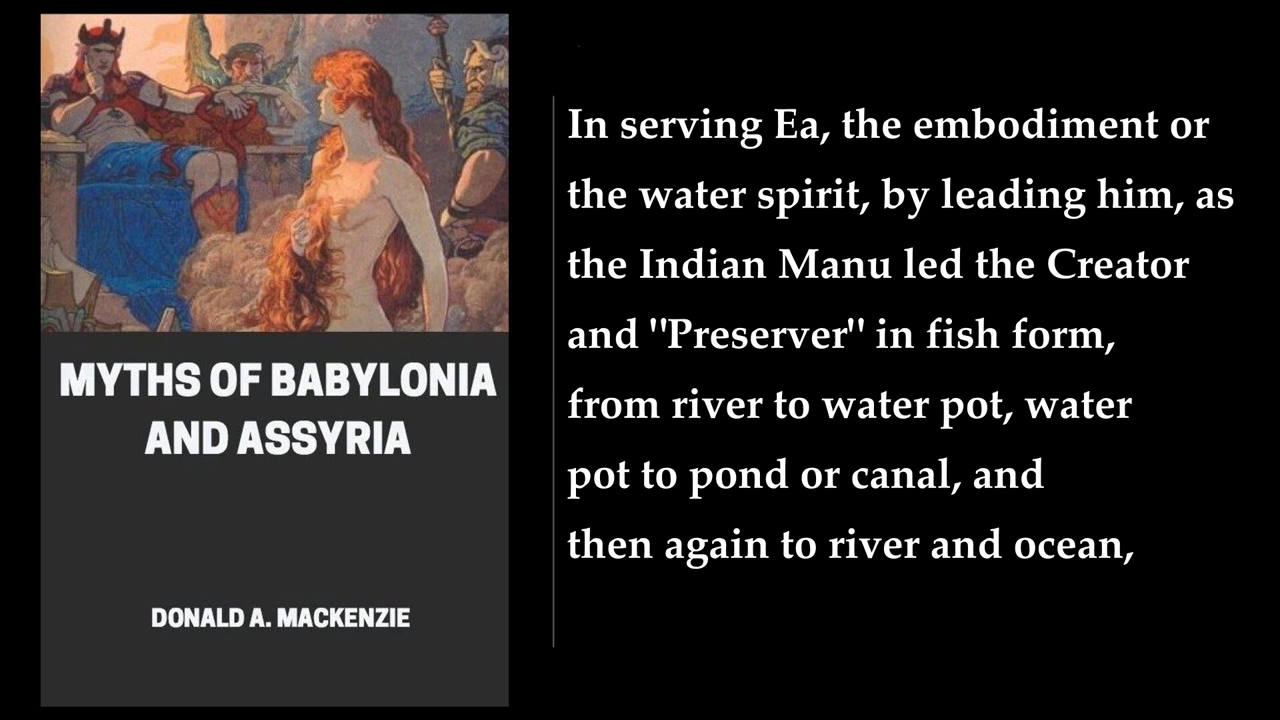 MYTHS OF BABYLONIA
AND ASSYRIA
DONALD A. MACKENZIE
In serving Ea, the embodiment or
the water spirit, by leading him, as
the Indian Manu led the Creator
and "Preserver" in fish form,
from river to water pot, water
pot to pond or canal, and
then again to river and ocean,